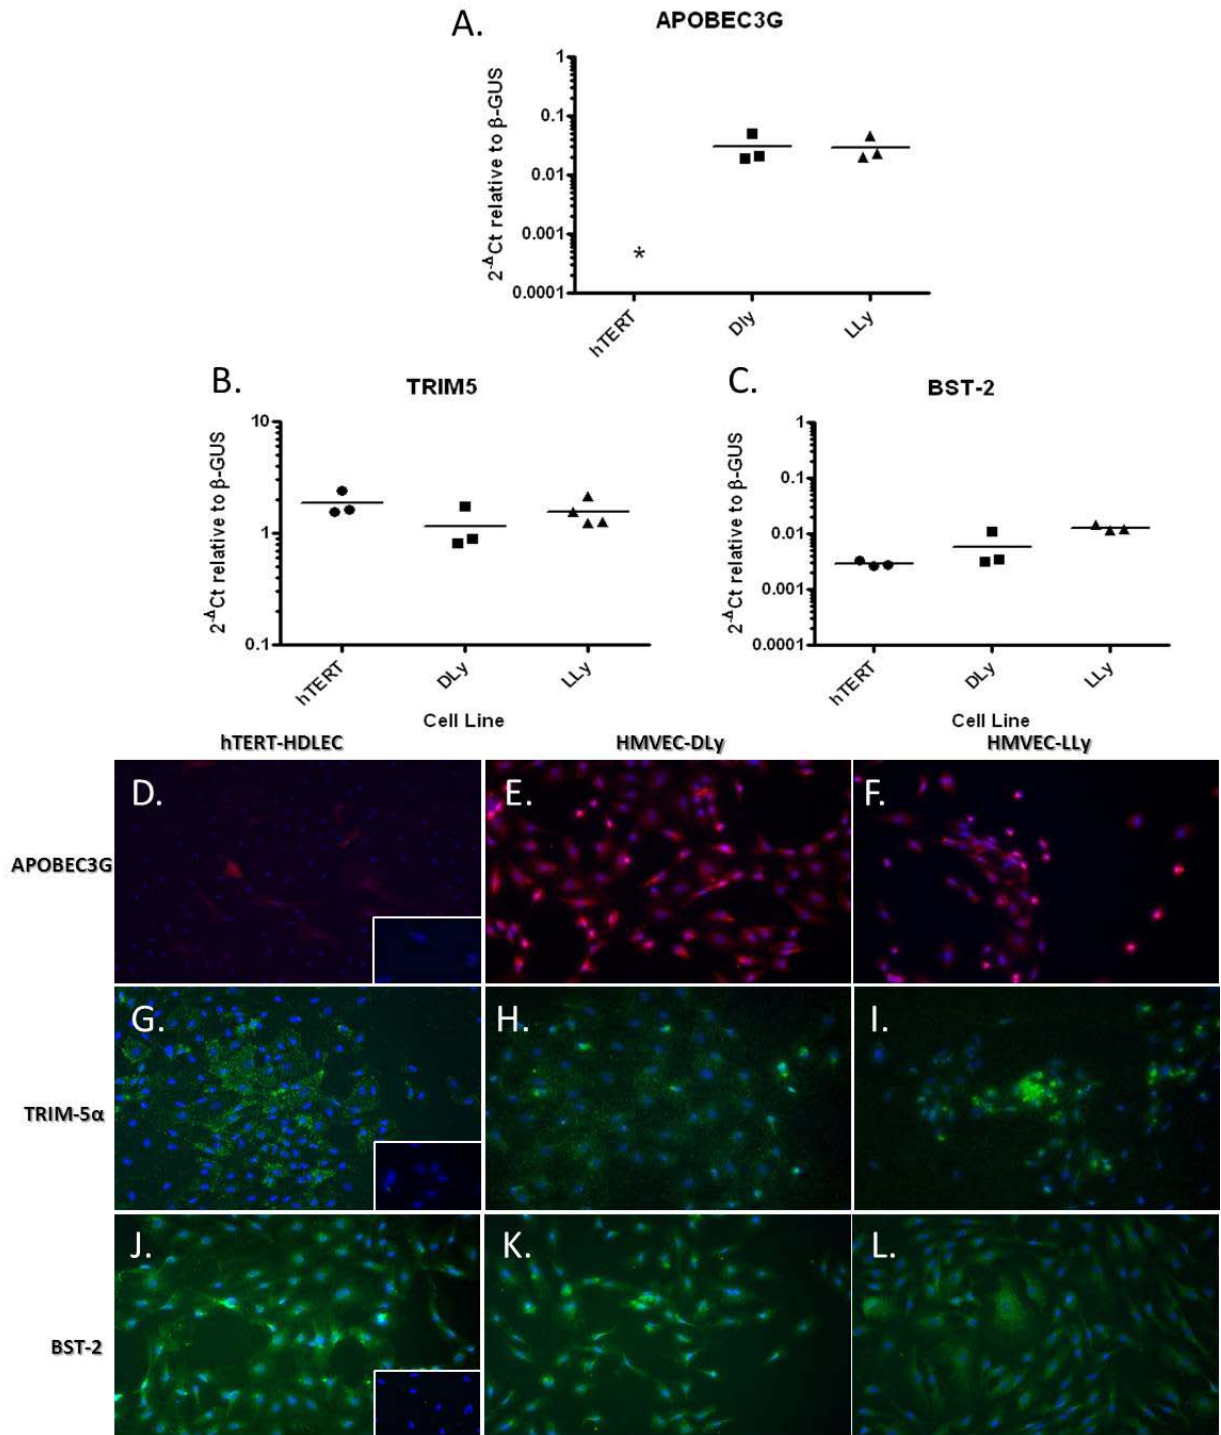 A. APOBEC3G
2^-ΔCt relative to β-GUS
1
0.1
0.01
0.001
0.0001
*
hTERT
Dly
LLy
B. TRIM5
2^-ΔCt relative to β-GUS
10
1
0.1
hTERT
DLy
LLy
Cell Line
C. BST-2
2^-ΔCt relative to β-GUS
1
0.1
0.01
0.001
0.0001
hTERT
DLy
LLy
Cell Line
hTERT-HDLEC HMVEC-DLy HMVEC-LLy
APOBEC3G
D. E. F.
TRIM-5α
G. H. I.
BST-2
J. K. L.